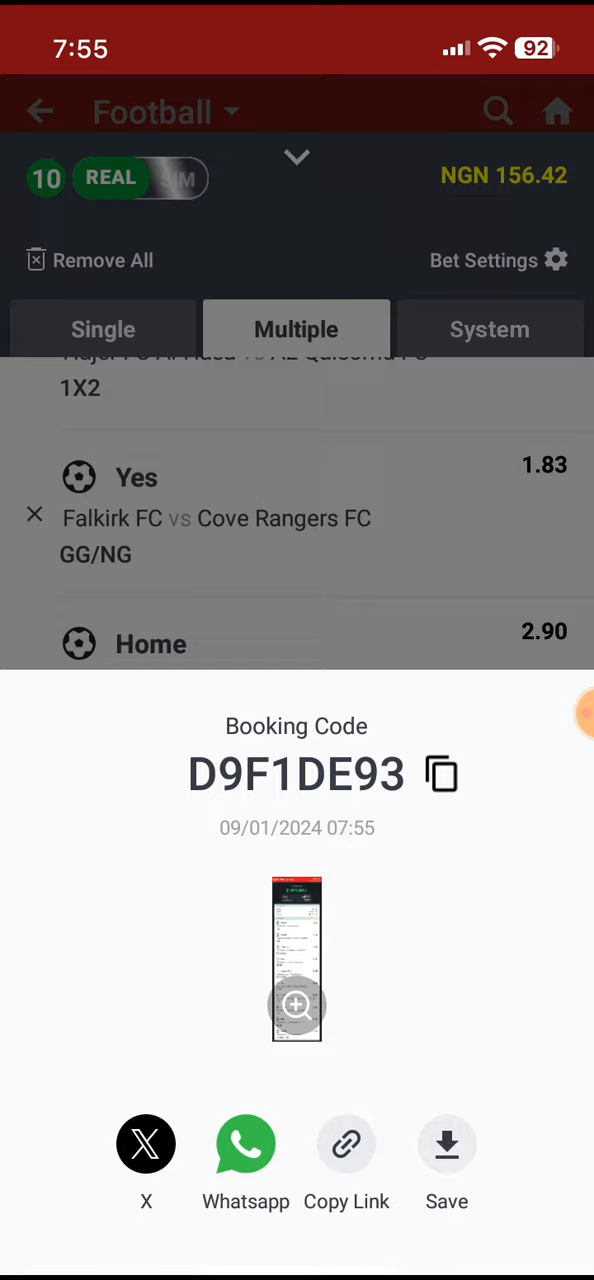 7:55
92
Football
10 REAL SIM
NGN 156.42
Remove All
Bet Settings
Single
Multiple
System
1X2
Yes
1.83
Falkirk FC vs Cove Rangers FC
GG/NG
Home
2.90
Booking Code
D9F1DE93
09/01/2024 07:55
X
Whatsapp
Copy Link
Save